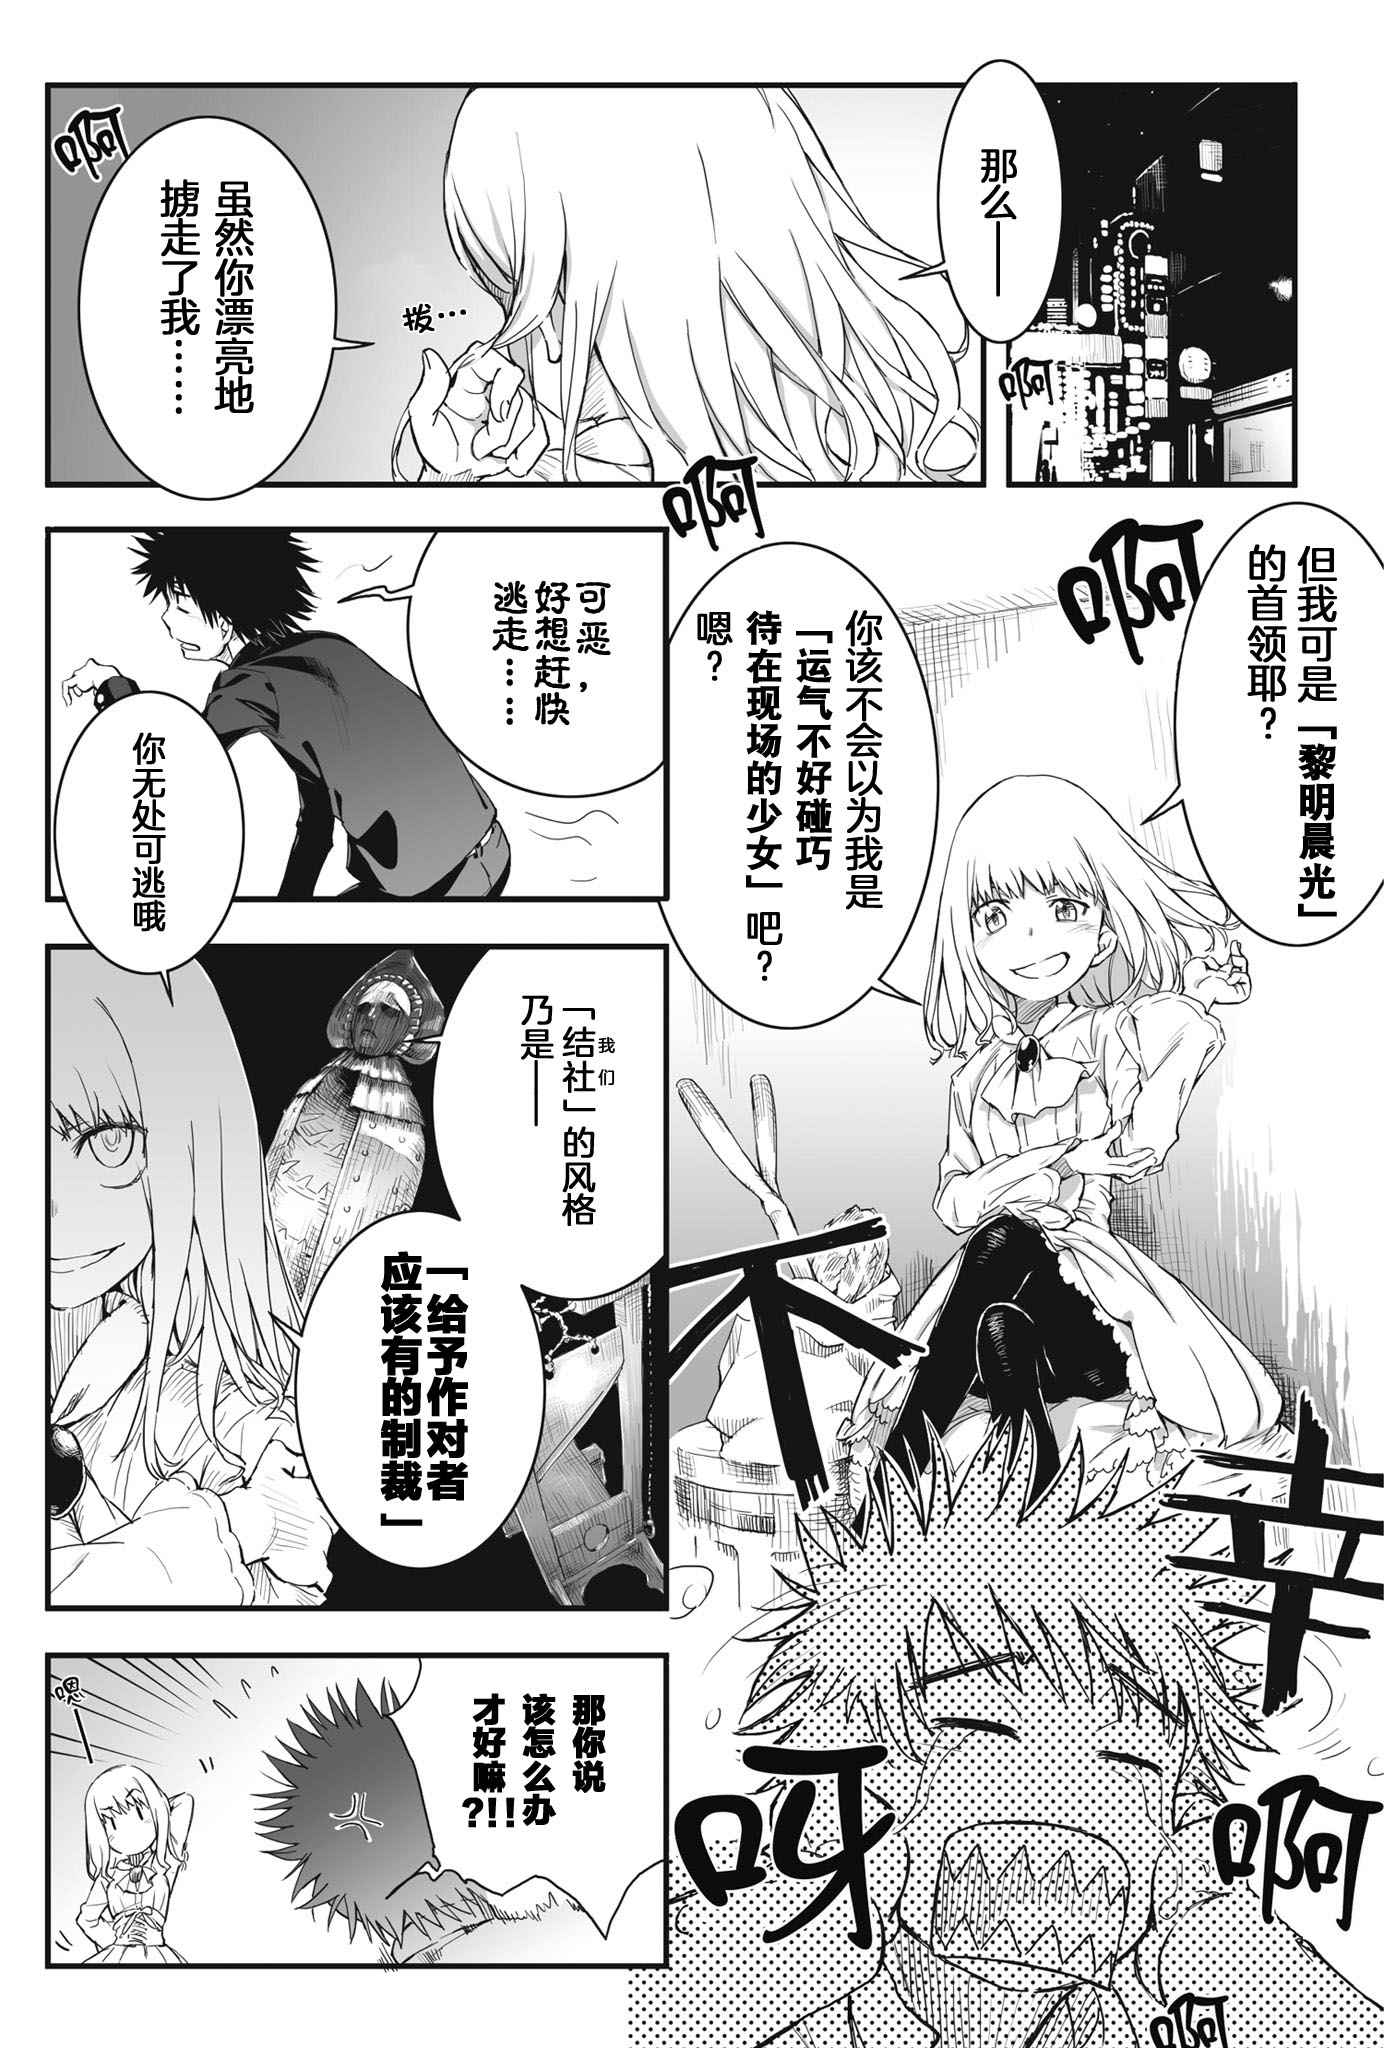 那么——
啊
虽然你漂亮地
掳走了我……
拨…
啊
但我可是「黎明晨光」
的首领耶?
啊
你该不会以为我是
「运气不好碰巧
待在现场的少女」吧?
嗯?
啊
不
幸
呀
啊
啊
可恶,
好想赶快
逃走……
你无处可逃哦
「结社」的风格
我们
乃是——
「给予作对者
应该有的制裁」
那你说
该怎么办
才好嘛
?!!
嗯——